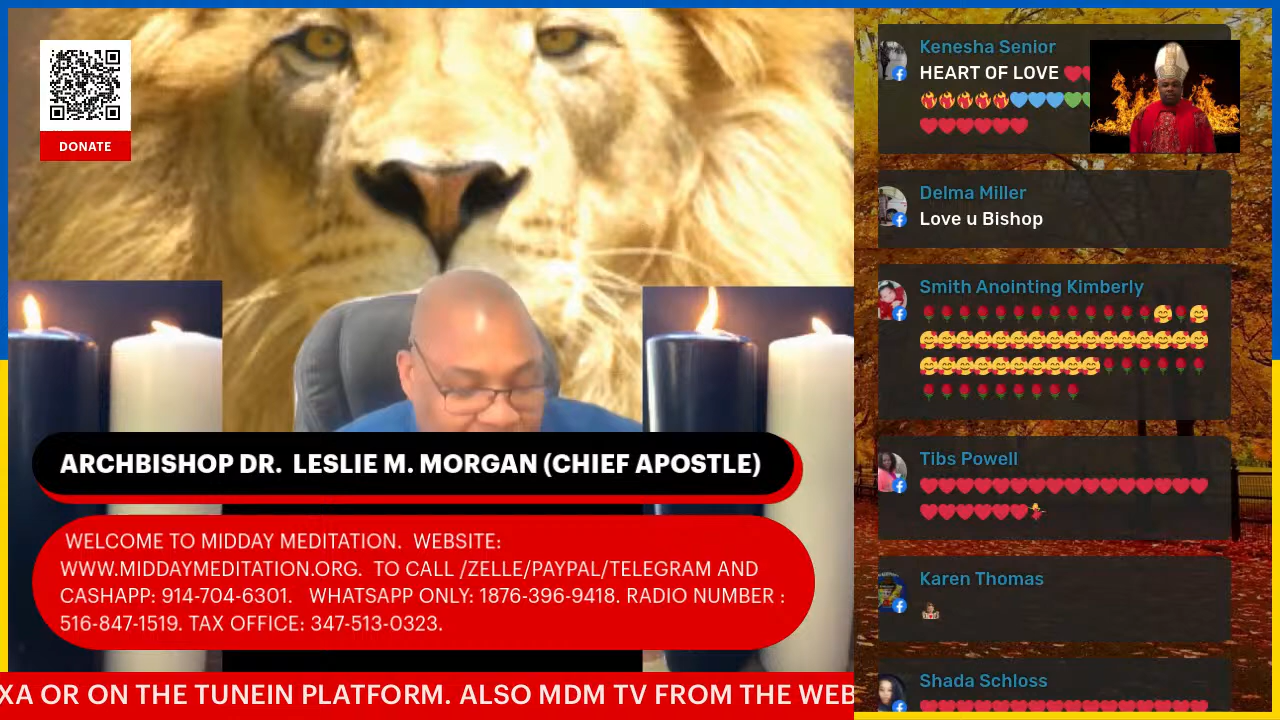 DONATE
ARCHBISHOP DR. LESLIE M. MORGAN (CHIEF APOSTLE)
WELCOME TO MIDDAY MEDITATION. WEBSITE:
WWW.MIDDAYMEDITATION.ORG. TO CALL /ZELLE/PAYPAL/TELEGRAM AND
CASHAPP: 914-704-6301. WHATSAPP ONLY: 1876-396-9418. RADIO NUMBER :
516-847-1519. TAX OFFICE: 347-513-0323.
XA OR ON THE TUNEIN PLATFORM. ALSO MDM TV FROM THE WEB
Kenesha Senior
HEART OF LOVE
Delma Miller
Love u Bishop
Smith Anointing Kimberly
Tibs Powell
Karen Thomas
Shada Schloss